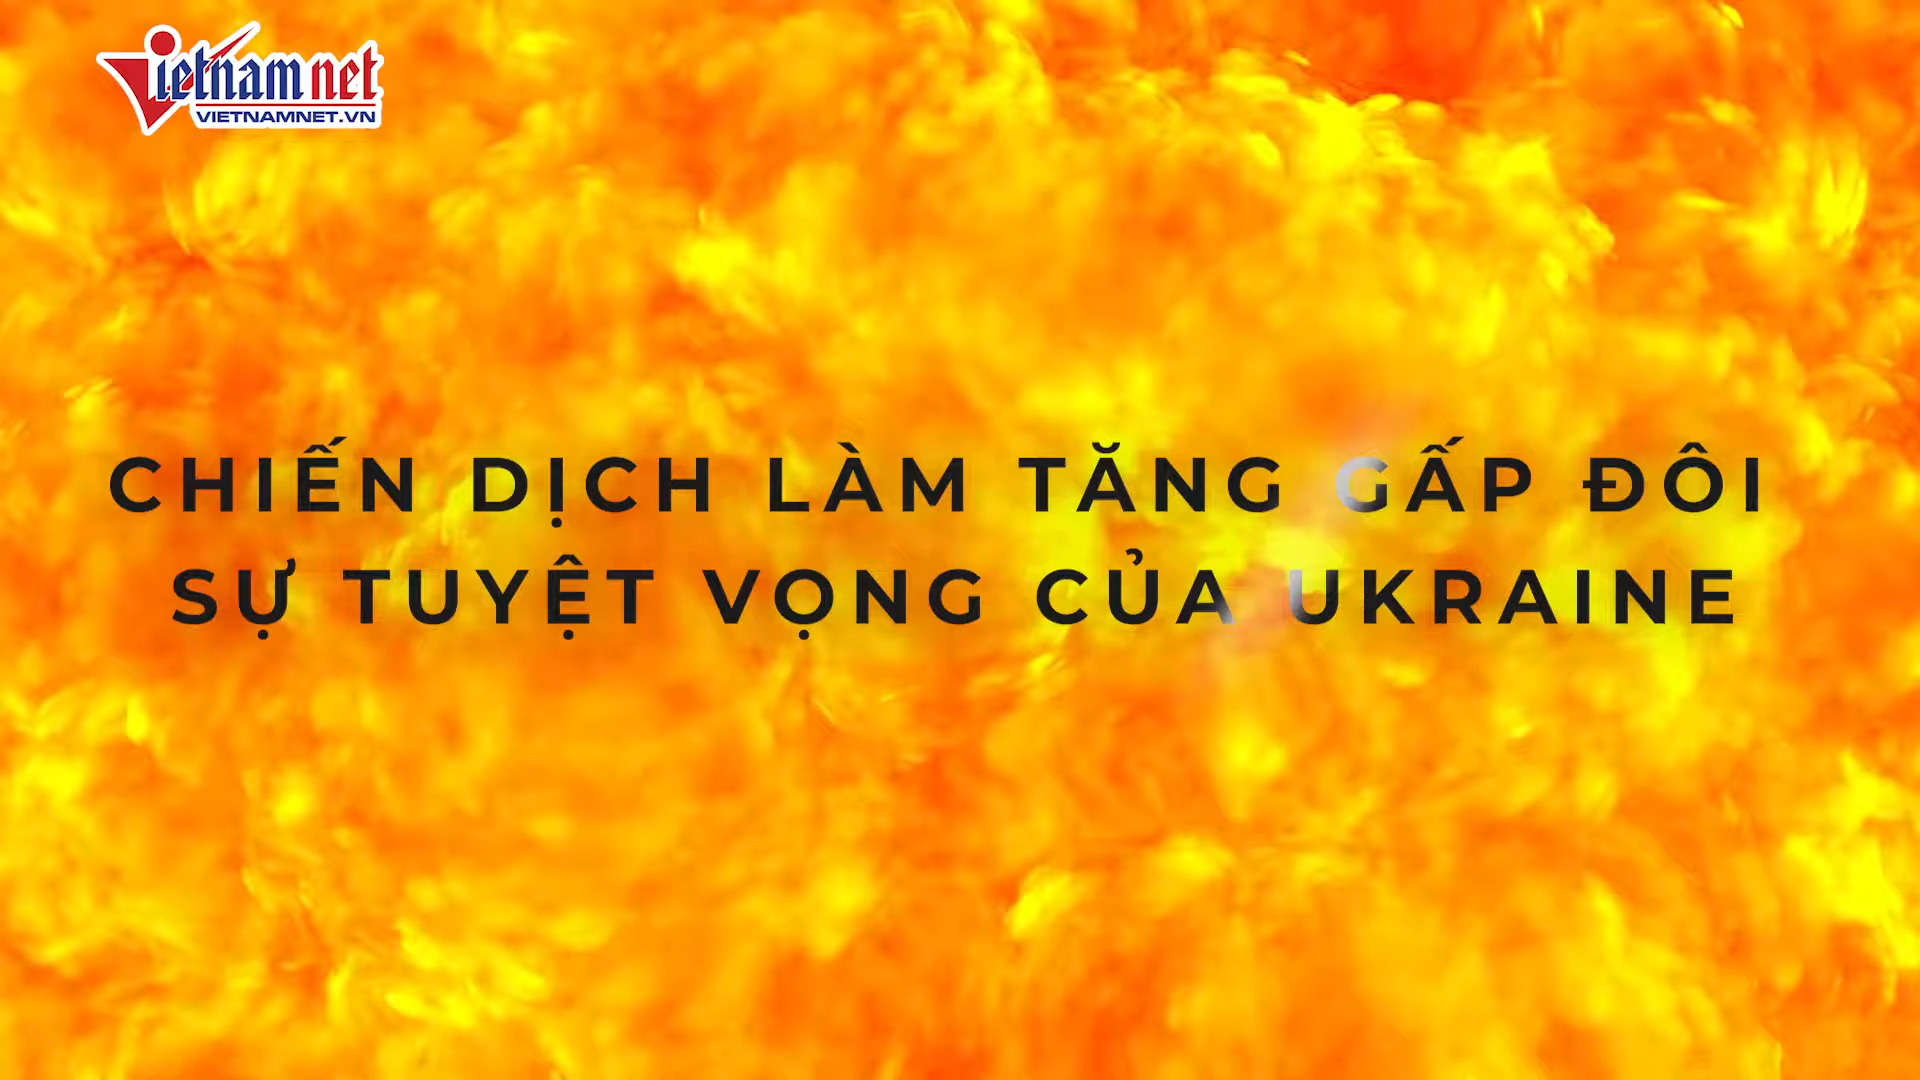 vietnamnet
VIETNAMNET.VN
CHIẾN DỊCH LÀM TĂNG GẤP ĐÔI
SỰ TUYỆT VỌNG CỦA UKRAINE